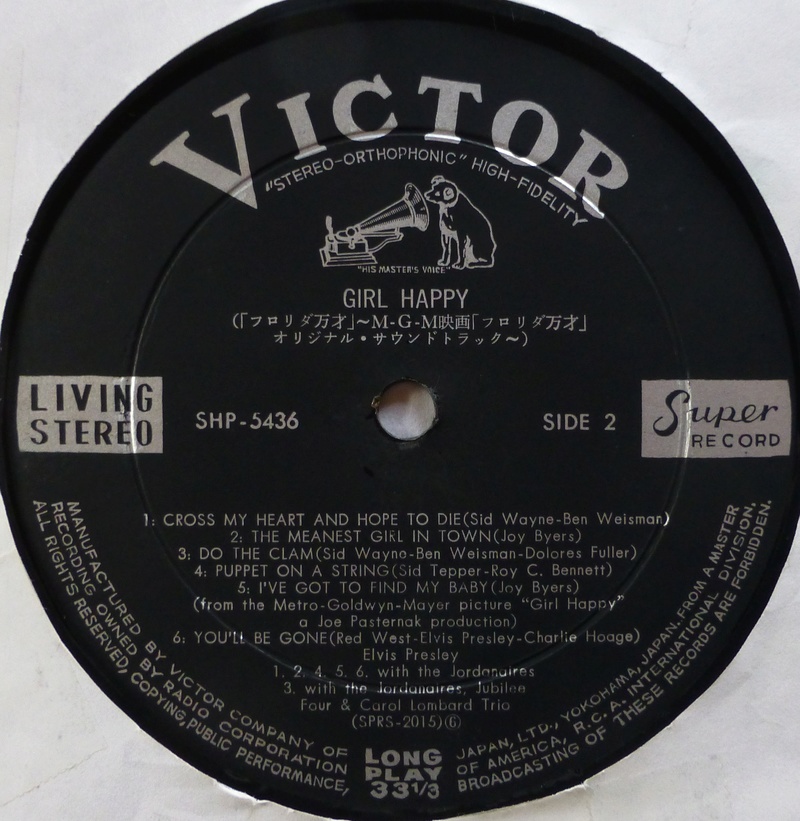 VICTOR
"STEREO-ORTHOPHONIC" HIGH-FIDELITY
"HIS MASTER'S VOICE"
GIRL HAPPY
(「フロリダ万才」〜M-G-M映画「フロリダ万才」
オリジナル・サウンドトラック〜)
LIVING
STEREO
SHP-5436
SIDE 2
Super
RECORD
1: CROSS MY HEART AND HOPE TO DIE(Sid Wayne-Ben Weisman)
2: THE MEANEST GIRL IN TOWN(Joy Byers)
3: DO THE CLAM(Sid Wayne-Ben Weisman-Dolores Fuller)
4: PUPPET ON A STRING(Sid Tepper-Roy C. Bennett)
5: I'VE GOT TO FIND MY BABY(Joy Byers)
(from the Metro-Goldwyn-Mayer picture "Girl Happy"
a Joe Pasternak production)
6: YOU'LL BE GONE(Red West-Elvis Presley-Charlie Hoage)
Elvis Presley
1. 2. 4. 5. 6. with the Jordanaires
3. with the Jordanaires, Jubilee
Four & Carol Lombard Trio
(SPRS-2015)Ⓖ
LONG
PLAY
33 1/3
MANUFACTURED BY VICTOR COMPANY OF JAPAN, LTD., YOKOHAMA, JAPAN. FROM A MASTER
RECORDING OWNED BY RADIO CORPORATION OF AMERICA, R.C.A. INTERNATIONAL DIVISION,
ALL RIGHTS RESERVED, COPYING, PUBLIC PERFORMANCE, BROADCASTING OF THESE RECORDS ARE FORBIDDEN.